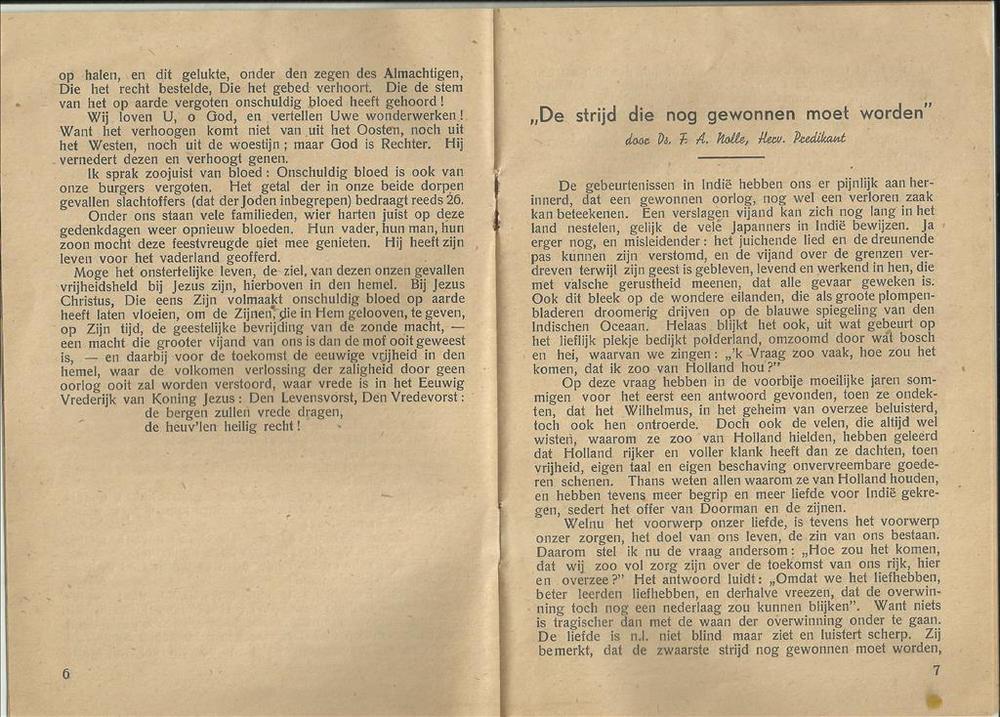 op halen, en dit gelukte, onder den zegen des Almachtigen,
Die het recht bestelde, Die het gebed verhoort. Die de stem
van het op aarde vergoten onschuldig bloed heeft gehoord!
Wij loven U, o God, en vertellen Uwe wonderwerken!
Want het verhoogen komt niet van uit het Oosten, noch uit
het Westen, noch uit de woestijn; maar God is Rechter. Hij
vernedert dezen en verhoogt genen.
Ik sprak zoojuist van bloed: Onschuldig bloed is ook van
onze burgers vergoten. Het getal der in onze beide dorpen
gevallen slachtoffers (dat der Joden inbegrepen) bedraagt reeds 26.
Onder ons staan vele familieden, wier harten juist op deze
gedenkdagen weer opnieuw bloeden. Hun vader, hun man, hun
zoon mocht deze feestvreugde niet mee genieten. Hij heeft zijn
leven voor het vaderland geofferd.
Moge het onsterfelijke leven, de ziel, van dezen onzen gevallen
vrijheidsheld bij Jezus zijn, hierboven in den hemel. Bij Jezus
Christus, Die eens Zijn volmaakt onschuldig bloed op aarde
heeft laten vloeien, om de Zijnen, die in Hem gelooven, te geven,
op Zijn tijd, de geestelijke bevrijding van de zonde macht, —
een macht die grooter vijand van ons is dan de mof ooit geweest
is, — en daarbij voor de toekomst de eeuwige vrijheid in den
hemel, waar de volkomen verlossing der zaligheid door geen
oorlog ooit zal worden verstoord, waar vrede is in het Eeuwig
Vrederijk van Koning Jezus: Den Levensvorst, Den Vredevorst:
de bergen zullen vrede dragen,
de heuv'len heilig recht!
6
„De strijd die nog gewonnen moet worden”
door Ds. F. A. Nolle, Herv. Predikant
De gebeurtenissen in Indië hebben ons er pijnlijk aan her-
innerd, dat een gewonnen oorlog, nog wel een verloren zaak
kan beteekenen. Een verslagen vijand kan zich nog lang in het
land nestelen, gelijk de vele Japanners in Indië bewijzen. Ja
erger nog, en misleidender: het juichende lied en de dreunende
pas kunnen zijn verstomd, en de vijand over de grenzen ver-
dreven terwijl zijn geest is gebleven, levend en werkend in hen, die
met valsche gerustheid meenen, dat alle gevaar geweken is.
Ook dit bleek op de wondere eilanden, die als groote plompen-
bladeren droomerig drijven op de blauwe spiegeling van den
Indischen Oceaan. Helaas blijkt het ook, uit wat gebeurt op
het lieflijk plekje bedijkt polderland, omzoomd door wat bosch
en hei, waarvan we zingen: „'k Vraag zoo vaak, hoe zou het
komen, dat ik zoo van Holland hou?”
Op deze vraag hebben in de voorbije moeilijke jaren som-
migen voor het eerst een antwoord gevonden, toen ze ondek-
ten, dat het Wilhelmus, in het geheim van overzee beluisterd,
toch ook hen ontroerde. Doch ook de velen, die altijd wel
wisten, waarom ze zoo van Holland hielden, hebben geleerd
dat Holland rijker en voller klank heeft dan ze dachten, toen
vrijheid, eigen taal en eigen beschaving onvervreembare goede-
ren schenen. Thans weten allen waarom ze van Holland houden,
en hebben tevens meer begrip en meer liefde voor Indië gekre-
gen, sedert het offer van Doorman en de zijnen.
Welnu het voorwerp onzer liefde, is tevens het voorwerp
onzer zorgen, het doel van ons leven, de zin van ons bestaan.
Daarom stel ik nu de vraag andersom: „Hoe zou het komen,
dat wij zoo vol zorg zijn over de toekomst van ons rijk, hier
en overzee?” Het antwoord luidt: „Omdat we het liefhebben,
beter leerden liefhebben, en derhalve vreezen, dat de overwin-
ning toch nog een nederlaag zou kunnen blijken”. Want niets
is tragischer dan met de waan der overwinning onder te gaan.
De liefde is n.l. niet blind maar ziet en luistert scherp. Zij
bemerkt, dat de zwaarste strijd nog gewonnen moet worden,
7